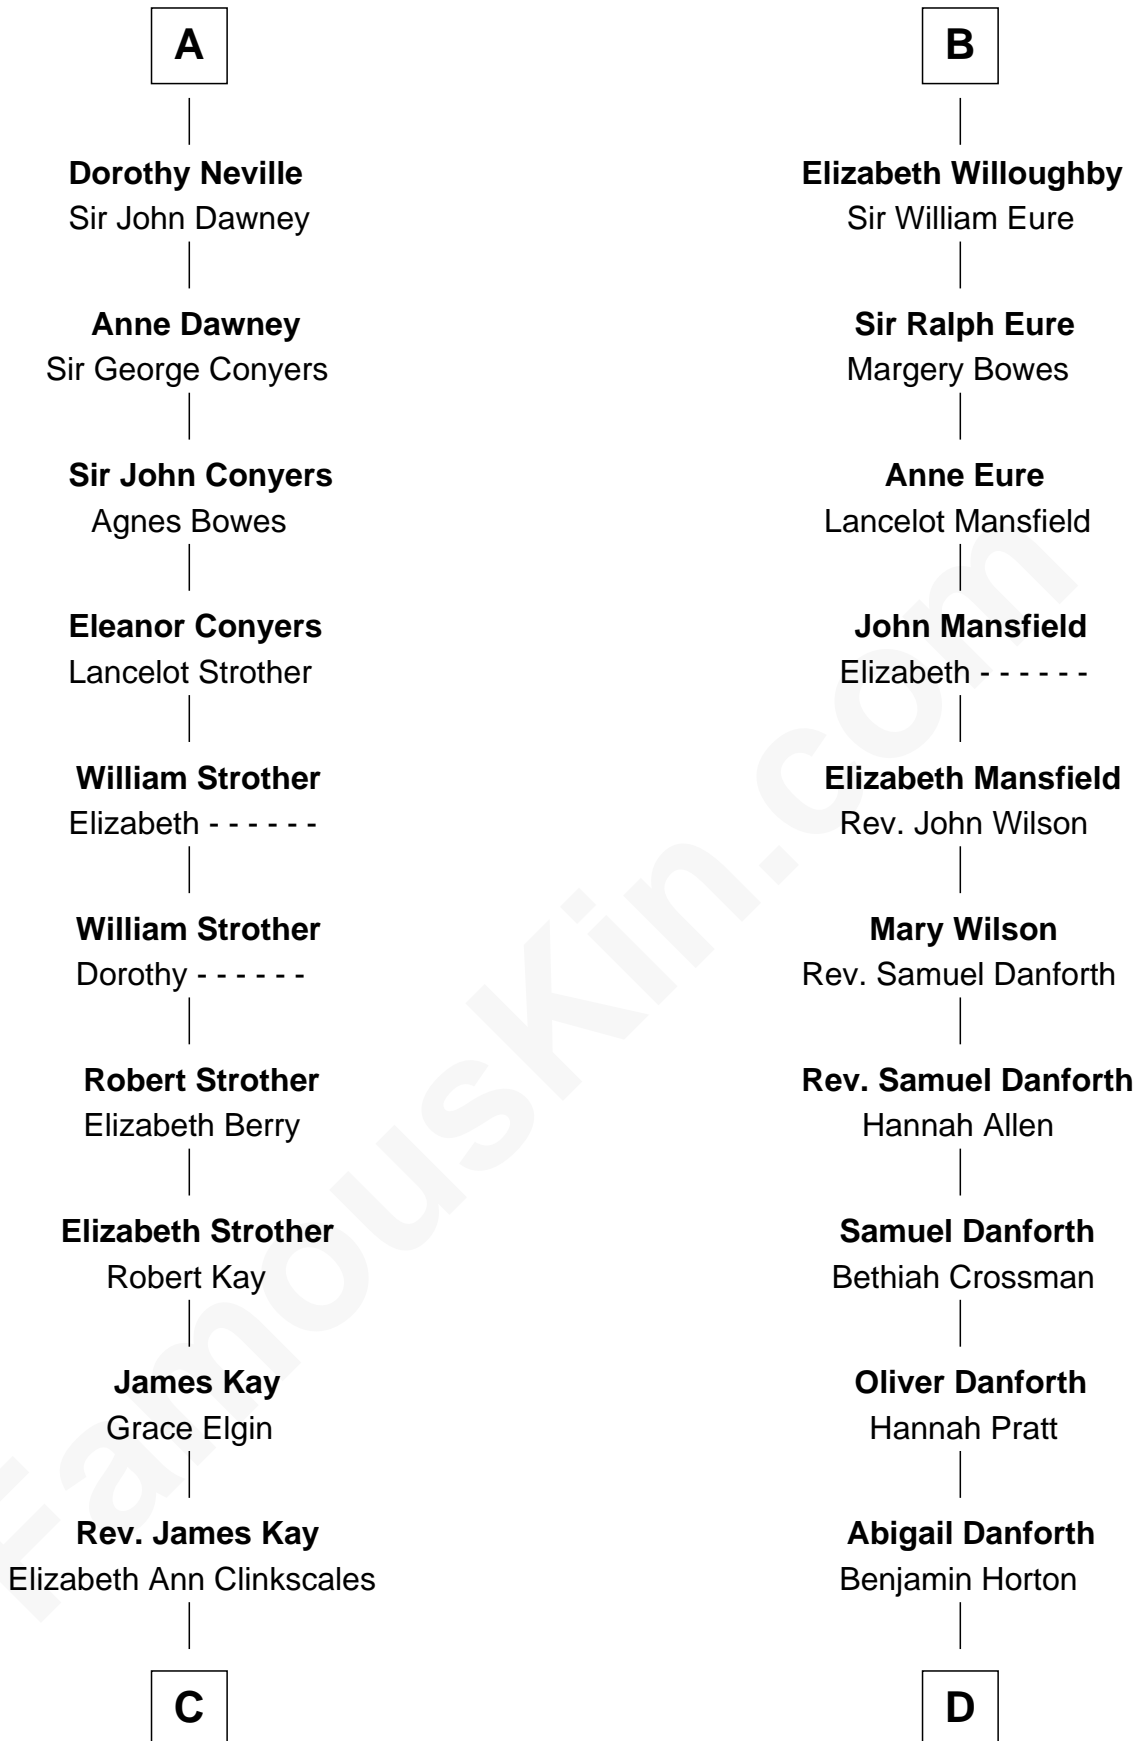 A
Dorothy Neville
Sir John Dawney
Anne Dawney
Sir George Conyers
Sir John Conyers
Agnes Bowes
Eleanor Conyers
Lancelot Strother
William Strother
Elizabeth - - - - - -
William Strother
Dorothy - - - - - -
Robert Strother
Elizabeth Berry
Elizabeth Strother
Robert Kay
James Kay
Grace Elgin
Rev. James Kay
Elizabeth Ann Clinkscales
C
B
Elizabeth Willoughby
Sir William Eure
Sir Ralph Eure
Margery Bowes
Anne Eure
Lancelot Mansfield
John Mansfield
Elizabeth - - - - - -
Elizabeth Mansfield
Rev. John Wilson
Mary Wilson
Rev. Samuel Danforth
Rev. Samuel Danforth
Hannah Allen
Samuel Danforth
Bethiah Crossman
Oliver Danforth
Hannah Pratt
Abigail Danforth
Benjamin Horton
D
FamousKin.com